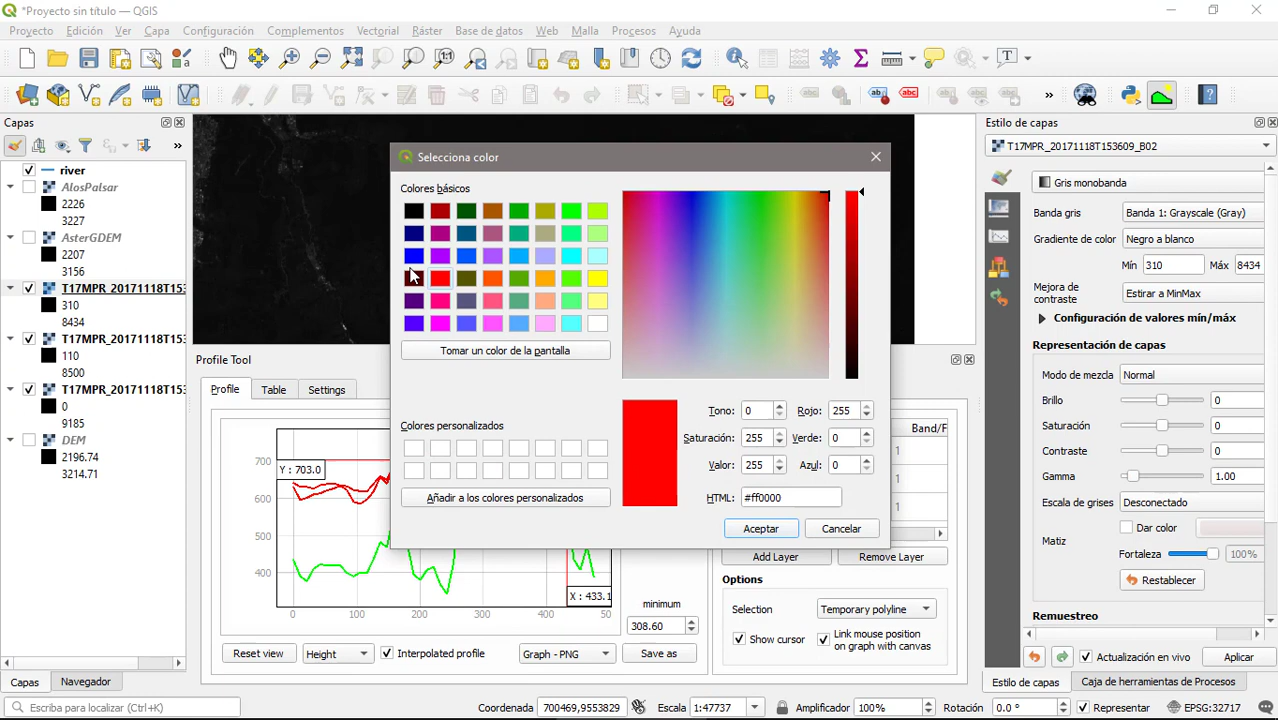 *Proyecto sin título — QGIS
Proyecto Edición Ver Capa Configuración Complementos Vectorial Ráster Base de datos Web Malla Procesos Ayuda
Capas
river
AlosPalsar
2226
3227
AsterGDEM
2207
3156
T17MPR_20171118T153
310
8434
T17MPR_20171118T153
110
8500
T17MPR_20171118T153
0
9185
DEM
2196.74
3214.71
Capas
Navegador
Selecciona color
Colores básicos
Tomar un color de la pantalla
Colores personalizados
Añadir a los colores personalizados
Tono: 0 Rojo: 255
Saturación: 255 Verde: 0
Valor: 255 Azul: 0
HTML: #ff0000
Aceptar Cancelar
Profile Tool
Profile Table Settings
Y : 703.0
700
600
500
400
0 100 200 300 400 50
X : 433.1
minimum
308.60
Reset view Height Interpolated profile Graph - PNG Save as
Band/F
1
1
1
Add Layer Remove Layer
Options
Selection Temporary polyline
Show cursor
Link mouse position
on graph with canvas
Estilo de capas
T17MPR_20171118T153609_B02
Gris monobanda
Banda gris Banda 1: Grayscale (Gray)
Gradiente de color Negro a blanco
Mín 310 Máx 8434
Mejora de
contraste
Estirar a MinMax
Configuración de valores mín/máx
Representación de capas
Modo de mezcla Normal
Brillo 0
Saturación 0
Contraste 0
Gamma 1.00
Escala de grises Desconectado
Matiz
Dar color
Fortaleza 100%
Restablecer
Remuestreo
Actualización en vivo Aplicar
Estilo de capas Caja de herramientas de Procesos
Escriba para localizar (Ctrl+K) Coordenada 700469,9553829 Escala 1:47737 Amplificador 100% Rotación 0.0 ° Representar EPSG:32717